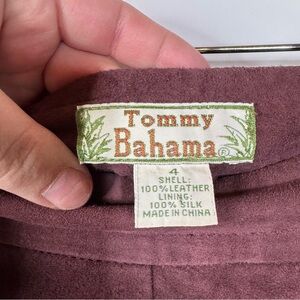 Tommy
Bahama®
4
SHELL:
100% LEATHER
LINING:
100% SILK
MADE IN CHINA